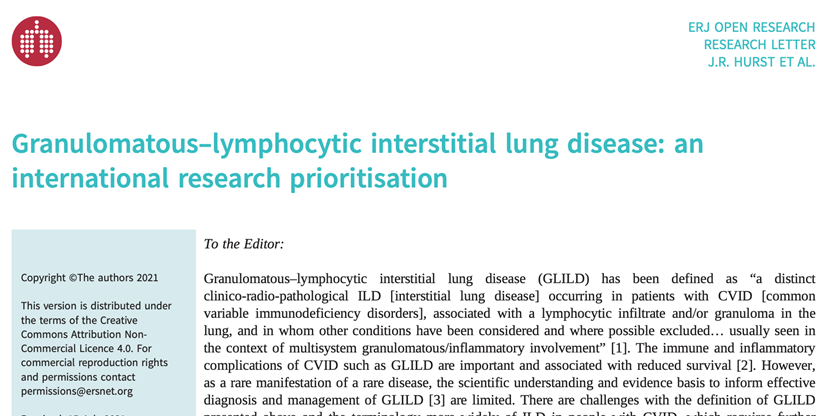 ERJ OPEN RESEARCH
RESEARCH LETTER
J.R. HURST ET AL.
Granulomatous–lymphocytic interstitial lung disease: an
international research prioritisation
Copyright ©The authors 2021
This version is distributed under
the terms of the Creative
Commons Attribution Non-
Commercial Licence 4.0. For
commercial reproduction rights
and permissions contact
permissions@ersnet.org
To the Editor:
Granulomatous–lymphocytic interstitial lung disease (GLILD) has been defined as “a distinct
clinico-radio-pathological ILD [interstitial lung disease] occurring in patients with CVID [common
variable immunodeficiency disorders], associated with a lymphocytic infiltrate and/or granuloma in the
lung, and in whom other conditions have been considered and where possible excluded… usually seen in
the context of multisystem granulomatous/inflammatory involvement” [1]. The immune and inflammatory
complications of CVID such as GLILD are important and associated with reduced survival [2]. However,
as a rare manifestation of a rare disease, the scientific understanding and evidence basis to inform effective
diagnosis and management of GLILD [3] are limited. There are challenges with the definition of GLILD